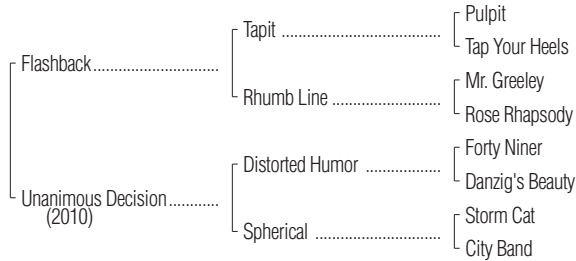 Pulpit
Tapit ........................................
Tap Your Heels
Flashback...............................
Mr. Greeley
Rhumb Line ...........................
Rose Rhapsody
Forty Niner
Distorted Humor ..................
Danzig's Beauty
Unanimous Decision............
(2010)
Storm Cat
Spherical ...............................
City Band